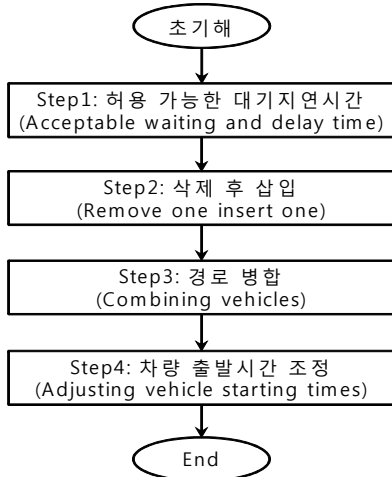 초기해
Step1: 허용 가능한 대기지연시간
(Acceptable waiting and delay time)
Step2: 삭제 후 삽입
(Remove one insert one)
Step3: 경로 병합
(Combining vehicles)
Step4: 차량 출발시간 조정
(Adjusting vehicle starting times)
End